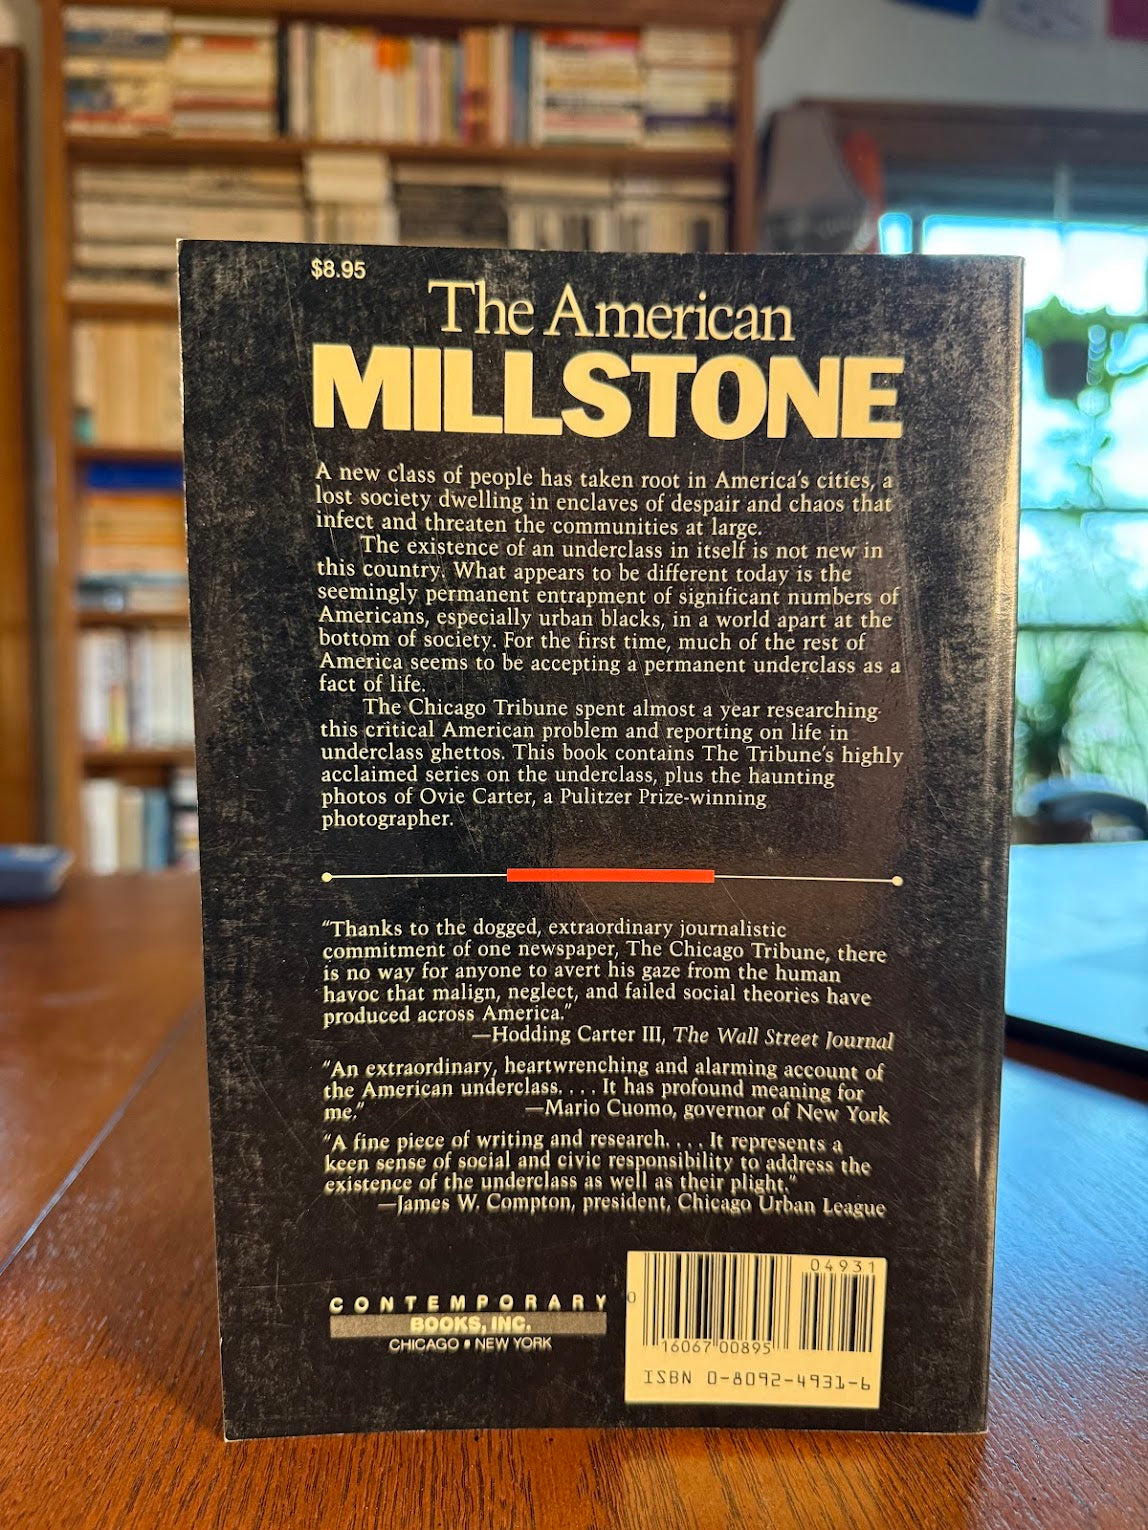 $8.95
The American
MILLSTONE
A new class of people has taken root in America's cities, a
lost society dwelling in enclaves of despair and chaos that
infect and threaten the communities at large.
The existence of an underclass in itself is not new in
this country. What appears to be different today is the
seemingly permanent entrapment of significant numbers of
Americans, especially urban blacks, in a world apart at the
bottom of society. For the first time, much of the rest of
America seems to be accepting a permanent underclass as a
fact of life.
The Chicago Tribune spent almost a year researching
this critical American problem and reporting on life in
underclass ghettos. This book contains The Tribune's highly
acclaimed series on the underclass, plus the haunting
photos of Ovie Carter, a Pulitzer Prize-winning
photographer.
"Thanks to the dogged, extraordinary journalistic
commitment of one newspaper, The Chicago Tribune, there
is no way for anyone to avert his gaze from the human
havoc that malign, neglect, and failed social theories have
produced across America."
—Hodding Carter III, The Wall Street Journal
"An extraordinary, heartwrenching and alarming account of
the American underclass. . . . It has profound meaning for
me." —Mario Cuomo, governor of New York
"A fine piece of writing and research. . . . It represents a
keen sense of social and civic responsibility to address the
existence of the underclass as well as their plight."
—James W. Compton, president, Chicago Urban League
CONTEMPORARY
BOOKS, INC.
CHICAGO • NEW YORK
04931
0 16067 00895
ISBN 0-8092-4931-6